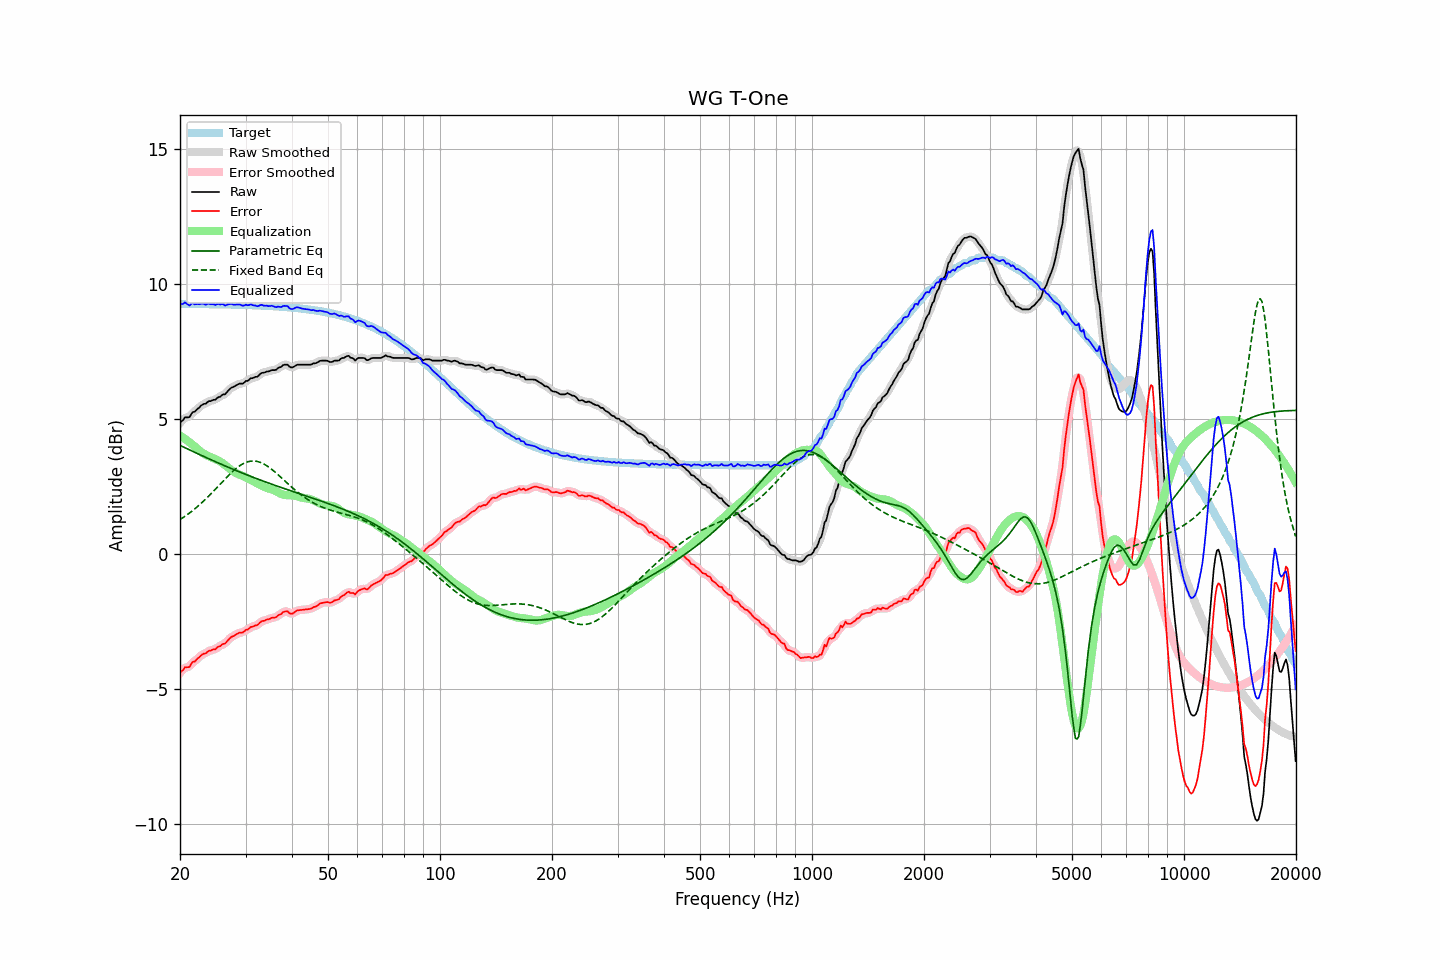 WG T-One
Target
Raw Smoothed
Error Smoothed
Raw
Error
Equalization
Parametric Eq
Fixed Band Eq
Equalized
15
10
5
0
−5
−10
Amplitude (dBr)
20 50 100 200 500 1000 2000 5000 10000 20000
Frequency (Hz)